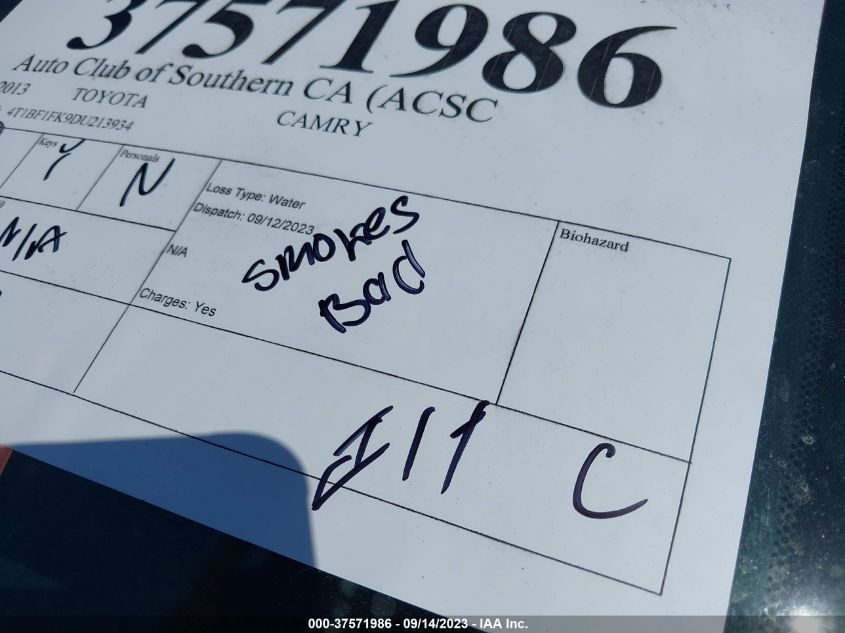 37571986
Auto Club of Southern CA (ACSC
2013 TOYOTA CAMRY
4T1BF1FK9DU213934
Keys Personals
Y N
Loss Type: Water
Dispatch: 09/12/2023
N/A
N/A
smokes
Bad
Charges: Yes
Biohazard
C
000-37571986 - 09/14/2023 - IAA Inc.